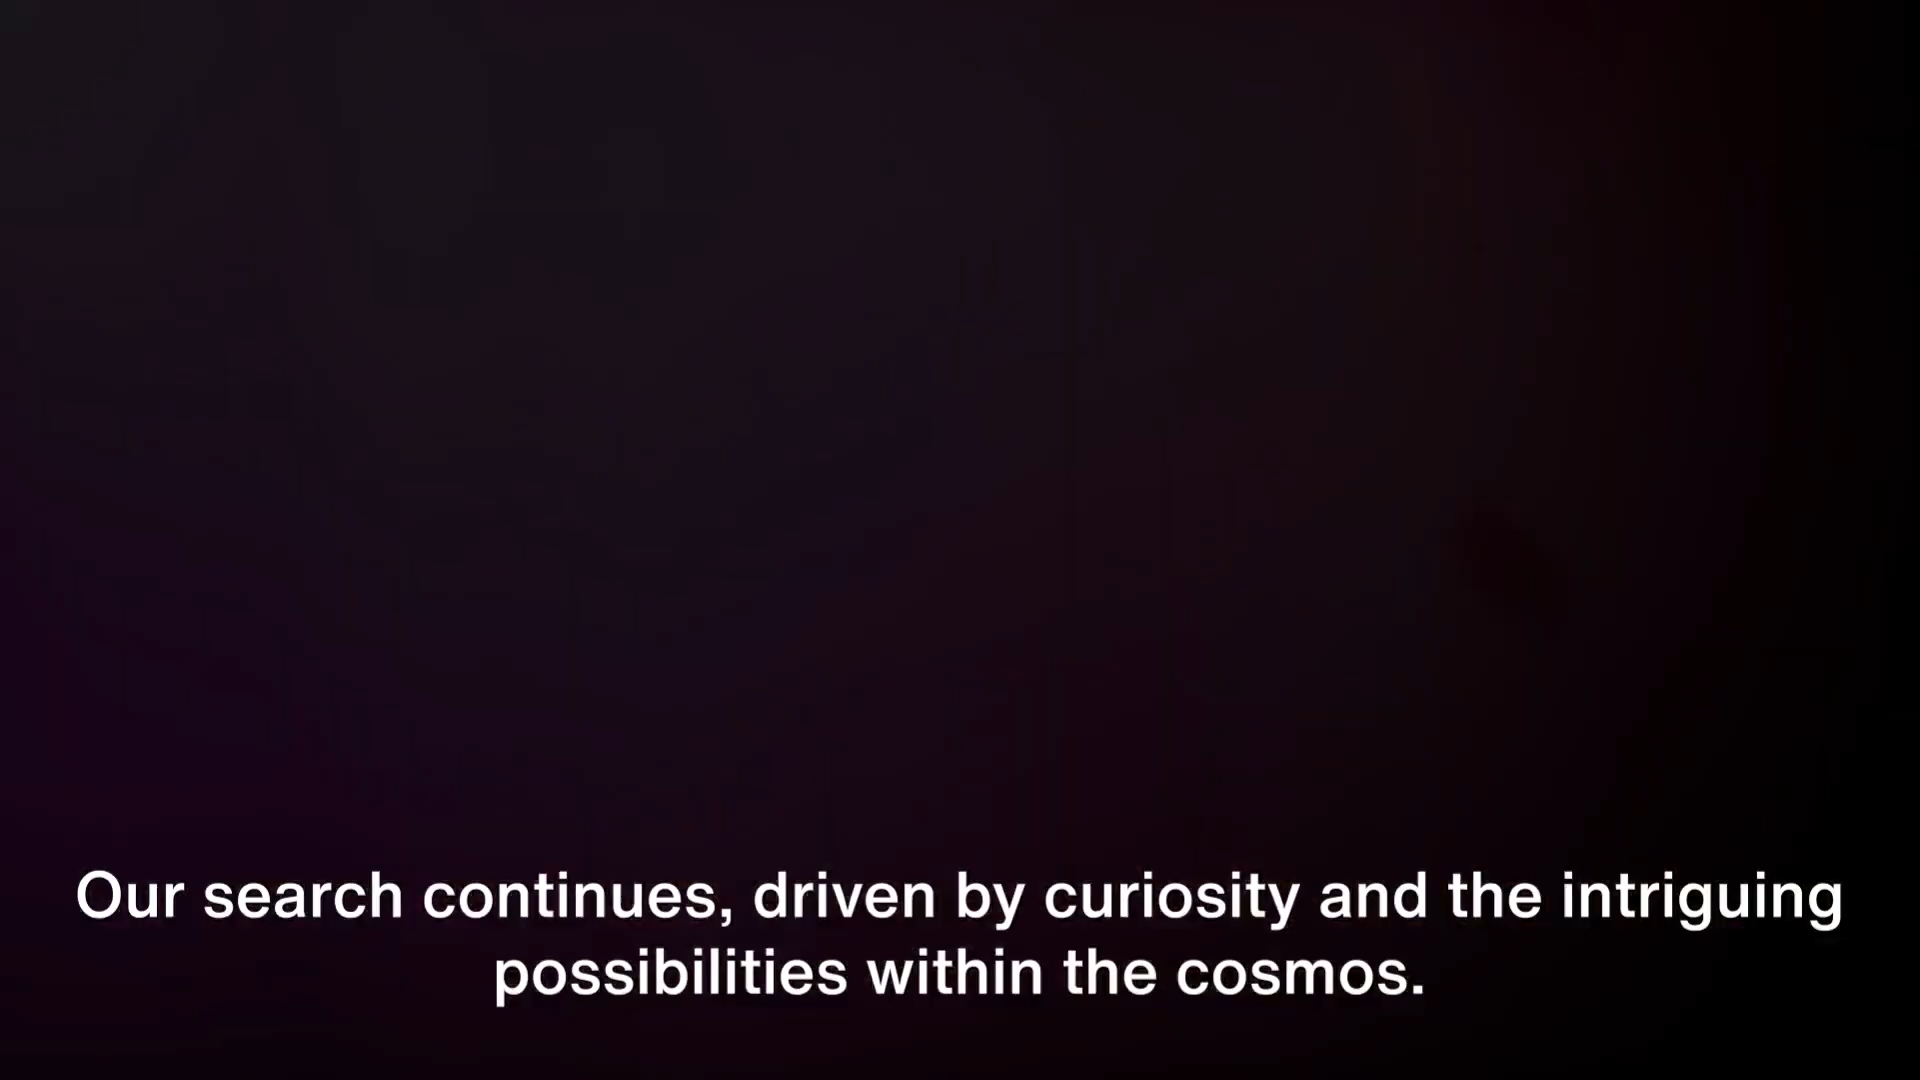 Our search continues, driven by curiosity and the intriguing
possibilities within the cosmos.